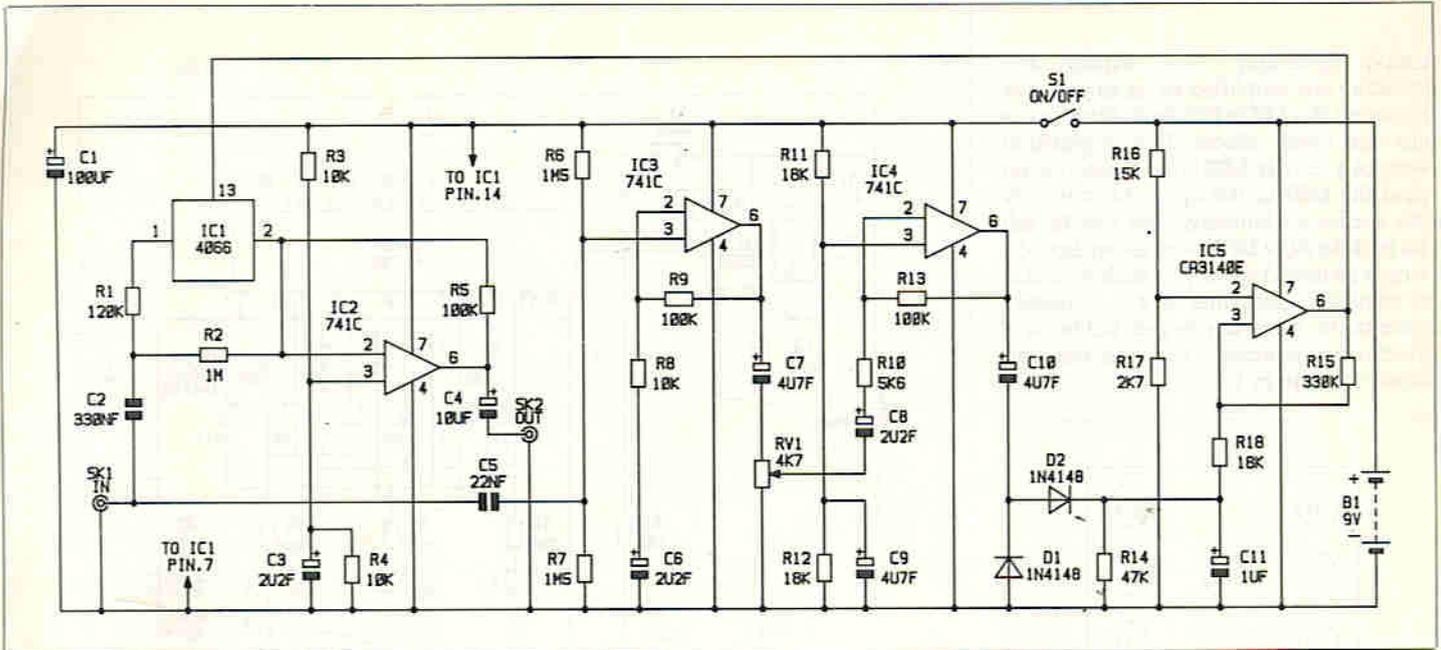 S1
ON/OFF
C1
100UF
13
IC1
4066
1
2
R1
120K
R2
1M
C2
330NF
SK1
IN
TO IC1
PIN.7
R3
10K
TO IC1
PIN.14
IC2
741C
2
3
7
6
4
R5
100K
C4
10UF
SK2
OUT
C5
22NF
C3
2U2F
R4
10K
R6
1M5
R7
1M5
IC3
741C
2
3
7
6
4
R9
100K
R8
10K
C6
2U2F
C7
4U7F
RV1
4K7
R11
18K
R12
18K
IC4
741C
2
3
7
6
4
R13
100K
R10
5K6
C8
2U2F
C9
4U7F
C10
4U7F
D2
1N4148
D1
1N4148
R14
47K
R16
15K
R17
2K7
IC5
CA3140E
2
3
7
6
4
R15
330K
R18
18K
C11
1UF
+
B1
9V
-